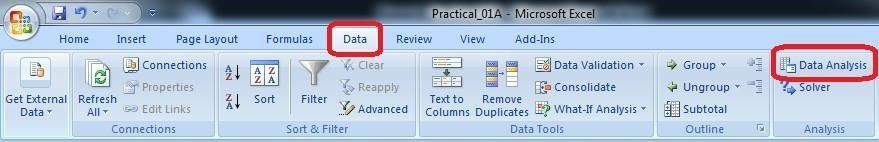 Practical_01A - Microsoft Excel
Home Insert Page Layout Formulas Data Review View Add-Ins
Get External
Data
Refresh
All
Connections
Properties
Edit Links
Connections
Sort
Filter
Clear
Reapply
Advanced
Sort & Filter
Text to
Columns
Remove
Duplicates
Data Validation
Consolidate
What-If Analysis
Data Tools
Group
Ungroup
Subtotal
Outline
Data Analysis
Solver
Analysis